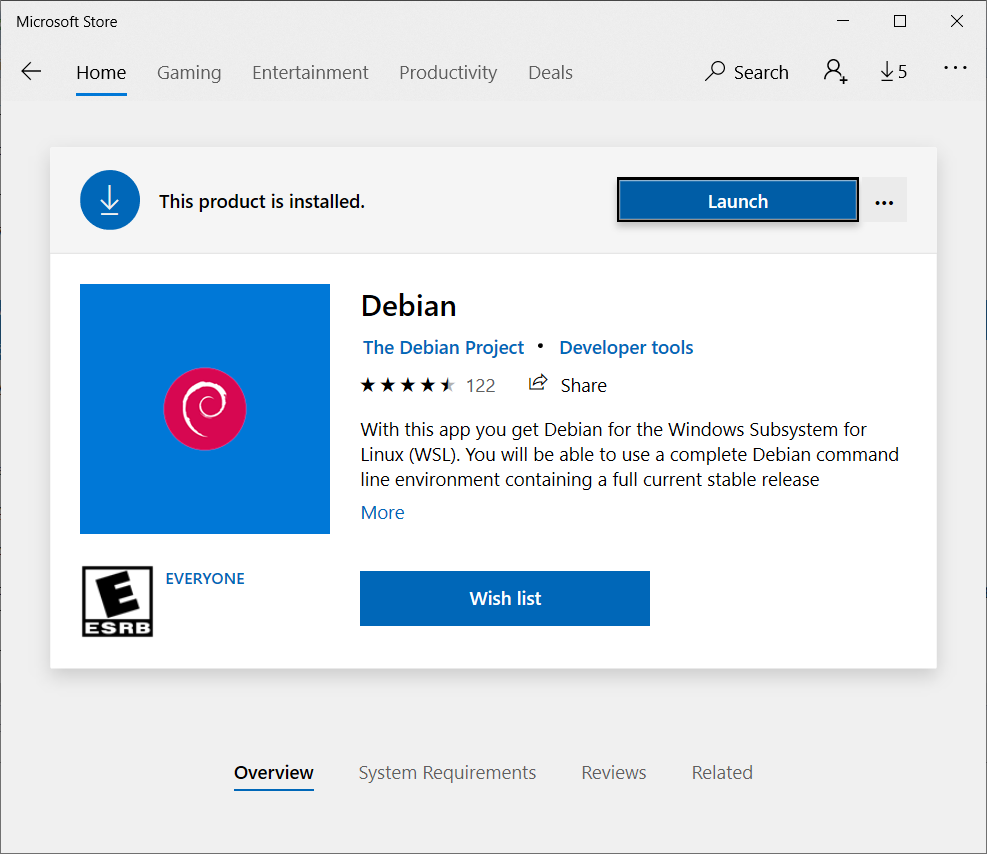 Microsoft Store
Home Gaming Entertainment Productivity Deals Search 5
This product is installed. Launch
Debian
The Debian Project • Developer tools
122 Share
With this app you get Debian for the Windows Subsystem for
Linux (WSL). You will be able to use a complete Debian command
line environment containing a full current stable release
More
E EVERYONE
ESRB
Wish list
Overview System Requirements Reviews Related